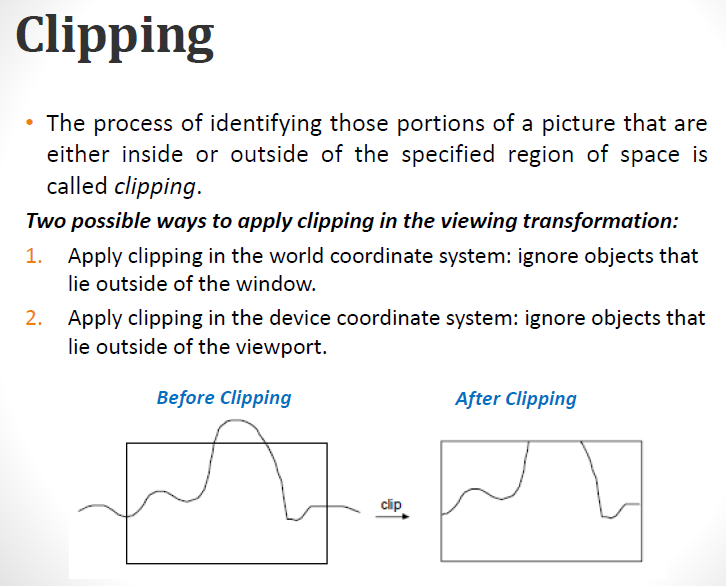 Clipping
• The process of identifying those portions of a picture that are
either inside or outside of the specified region of space is
called clipping.
Two possible ways to apply clipping in the viewing transformation:
1. Apply clipping in the world coordinate system: ignore objects that
lie outside of the window.
2. Apply clipping in the device coordinate system: ignore objects that
lie outside of the viewport.
Before Clipping
After Clipping
clip